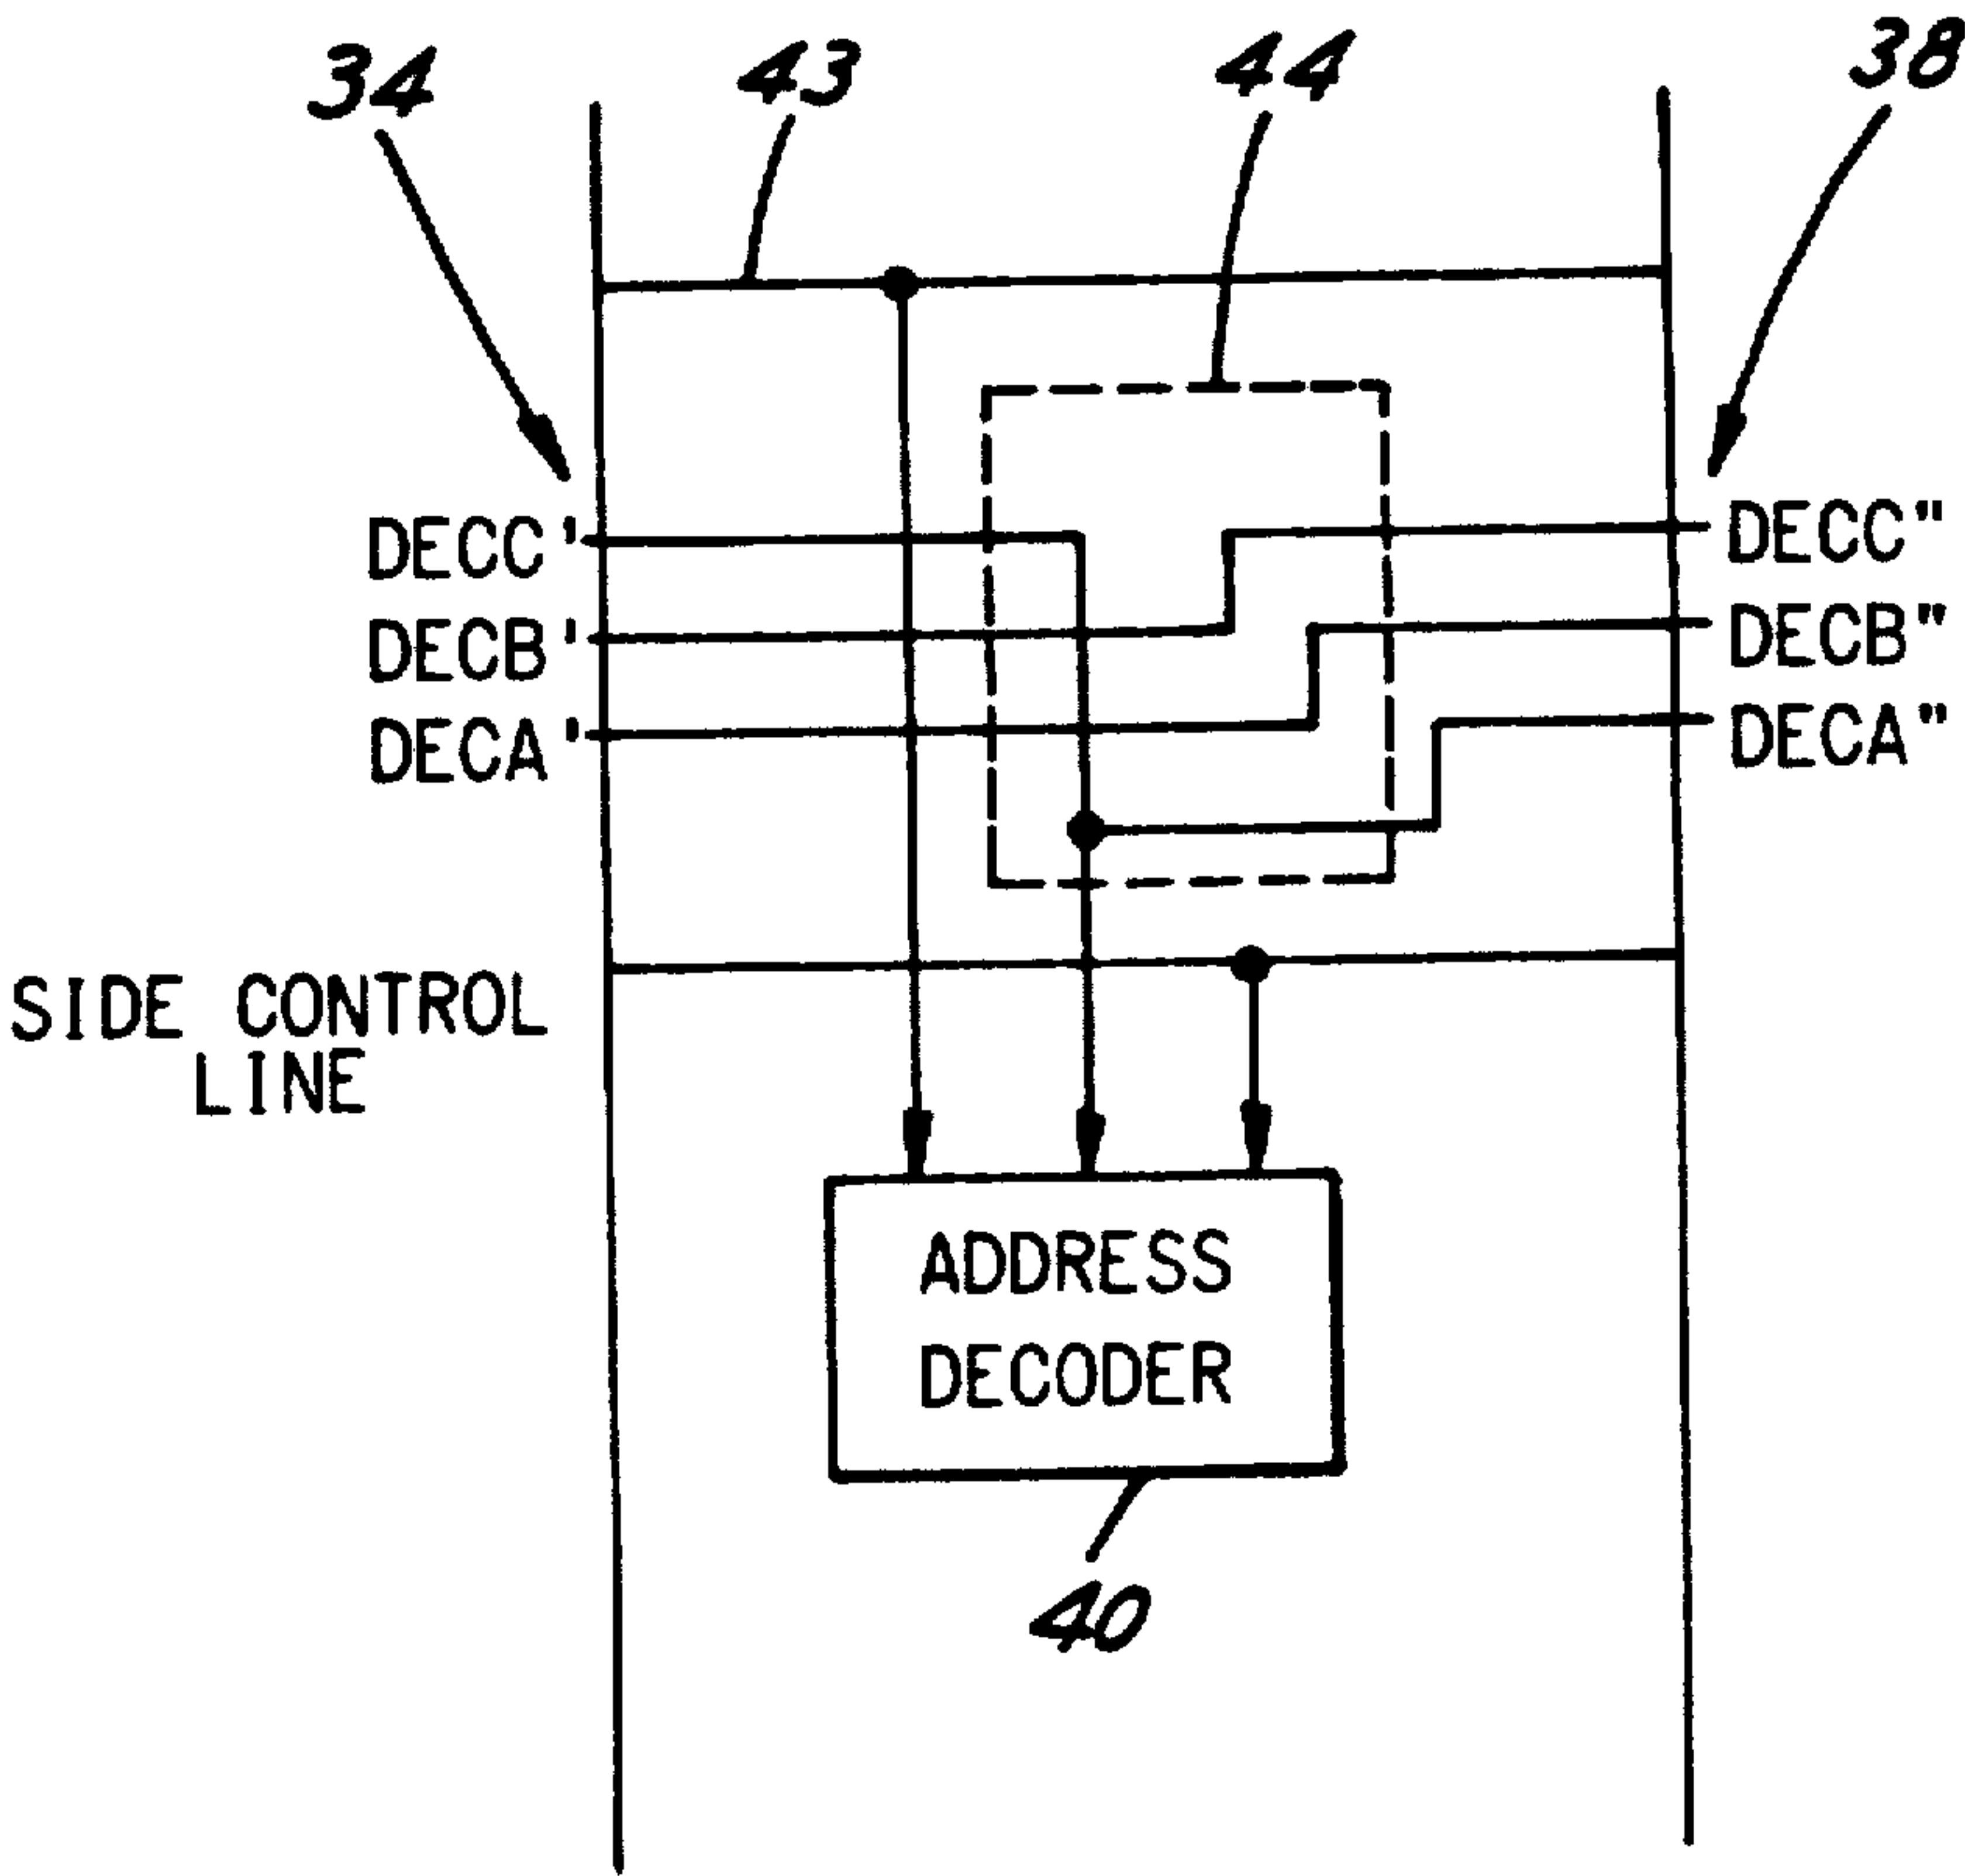 34
43
44
38
DECC'
DECC"
DECB'
DECB"
DECA'
DECA"
SIDE CONTROL
LINE
ADDRESS
DECODER
40